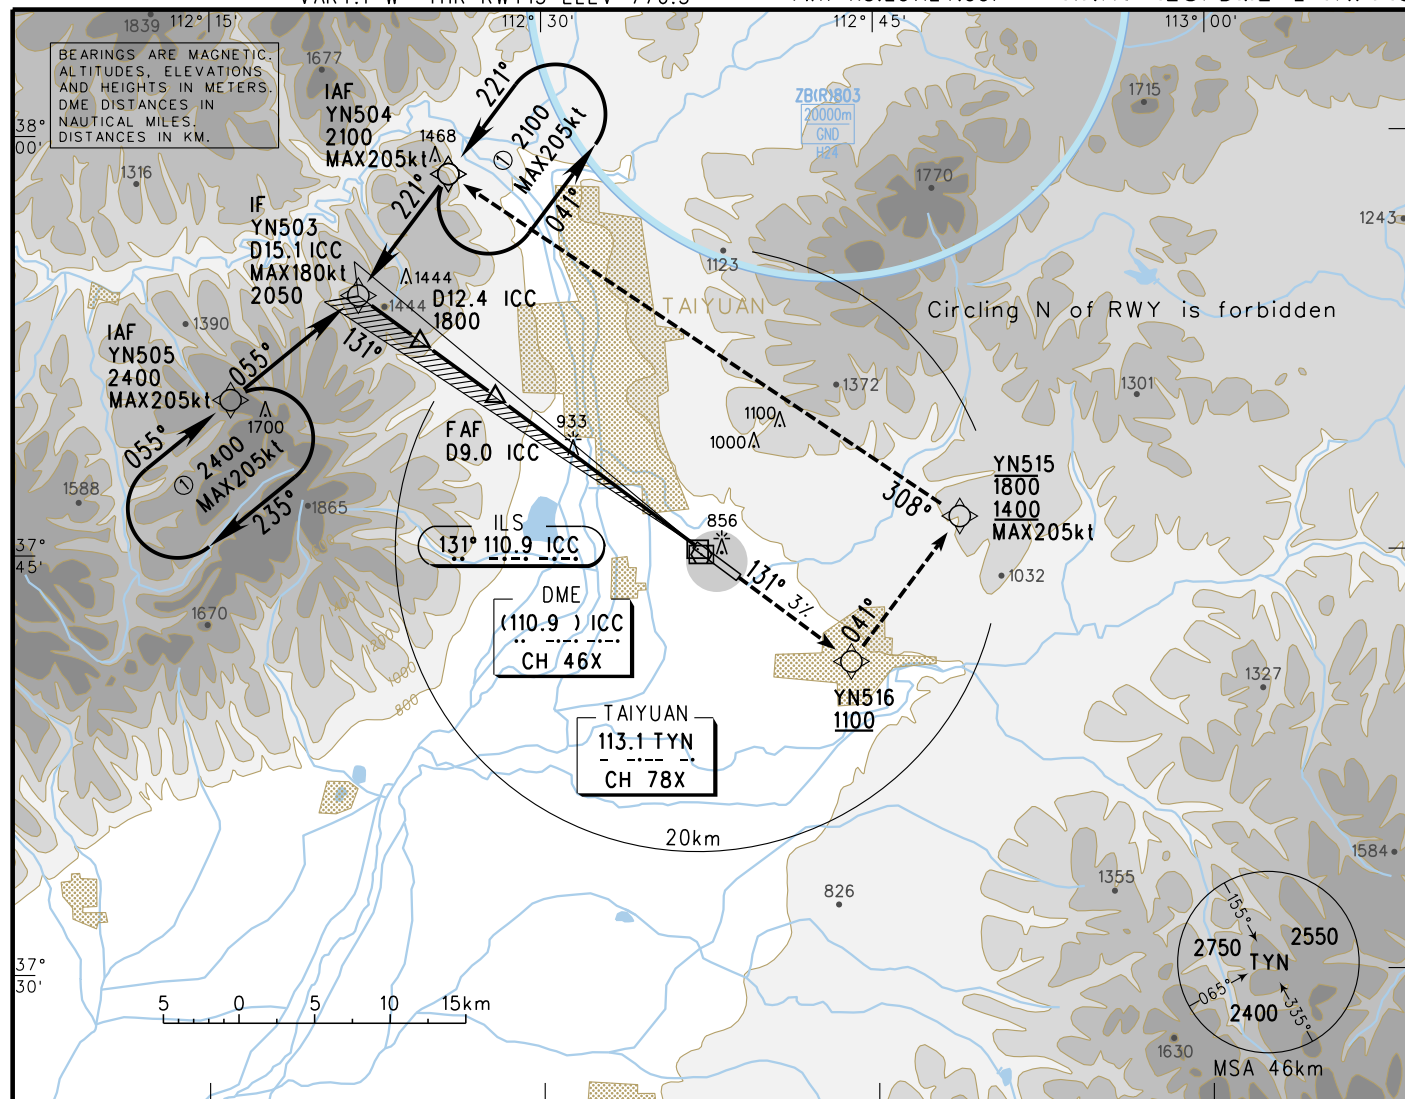 112° 15'
112° 30'
112° 45'
113° 00'
BEARINGS ARE MAGNETIC.
ALTITUDES, ELEVATIONS
AND HEIGHTS IN METERS.
DME DISTANCES IN
NAUTICAL MILES.
DISTANCES IN KM.
1839
1677
IAF
YN504
2100
MAX205kt
1468
221°
① 2100
MAX205kt
041°
221°
ZB(R)803
20000m
GND
H24
1715
38°
00'
1316
1770
1243
IF
YN503
D15.1 ICC
MAX180kt
2050
1123
1444
1444
D12.4 ICC
1800
TAIYUAN
Circling N of RWY is forbidden
1390
131°
IAF
YN505
2400
MAX205kt
055°
1372
1301
1700
1100
1000
933
FAF
D9.0 ICC
055°
① 2400
MAX205kt
235°
YN515
1800
1400
MAX205kt
308°
1588
1865
856
ILS
131° 110.9 ICC
37°
45'
131° 3%
1032
DME
(110.9 ) ICC
CH 46X
041°
1670
1200
1000
800
1327
YN516
1100
TAIYUAN
113.1 TYN
CH 78X
20km
1584
826
1355
155°
2750
2550
TYN
065°
2400
335°
37°
30'
5 0 5 10 15km
1630
MSA 46km